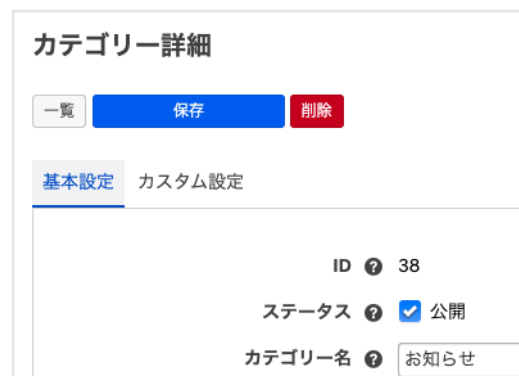 カテゴリー詳細
一覧 保存 削除
基本設定 カスタム設定
ID ? 38
ステータス ? 公開
カテゴリー名 ? お知らせ